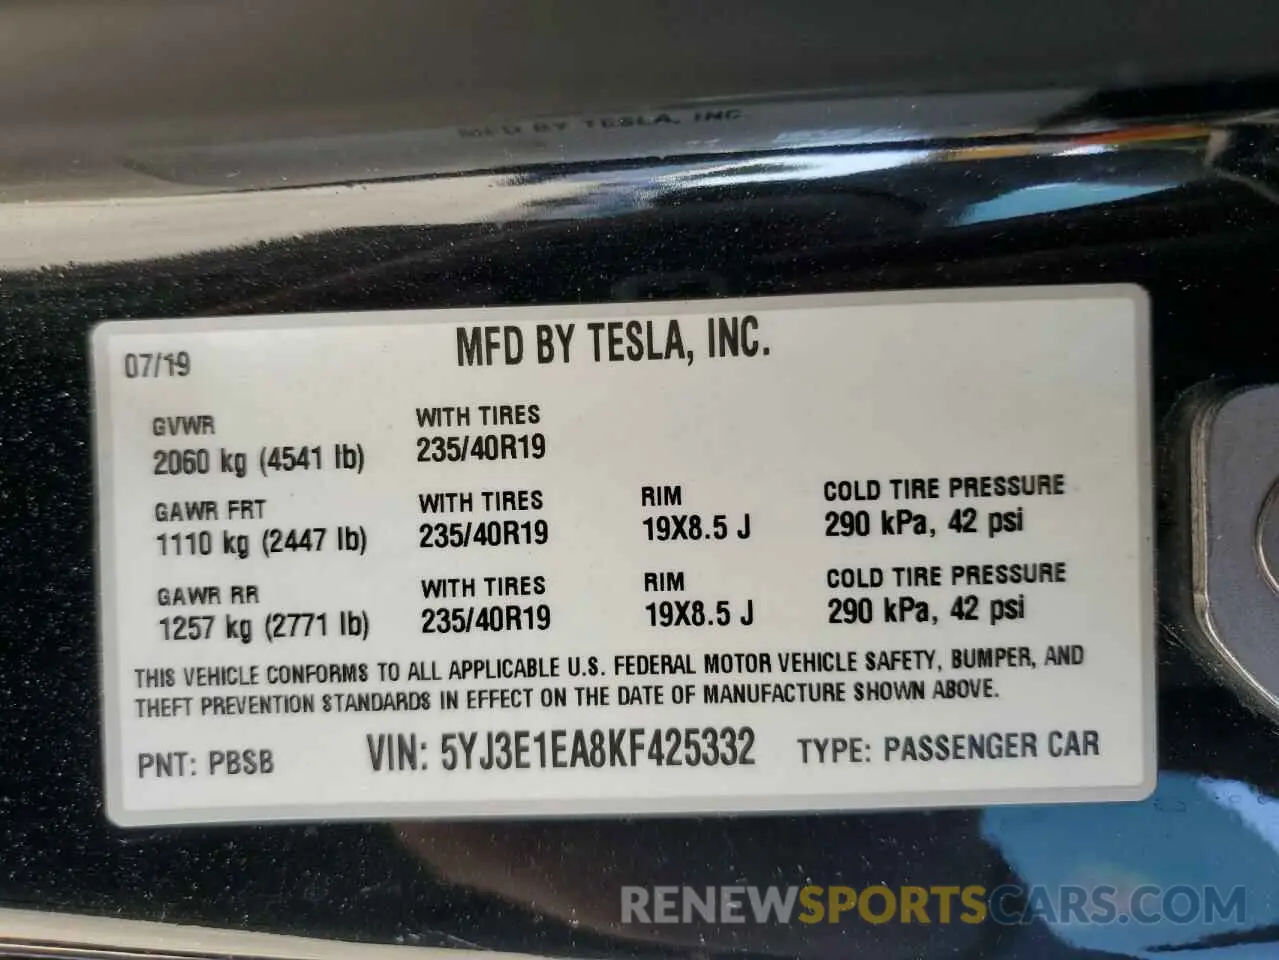 MFD BY TESLA, INC
MFD BY TESLA, INC.
07/19
GVWR
2060 kg (4541 lb)
WITH TIRES
235/40R19
GAWR FRT
1110 kg (2447 lb)
WITH TIRES
235/40R19
RIM
19X8.5 J
COLD TIRE PRESSURE
290 kPa, 42 psi
GAWR RR
1257 kg (2771 lb)
WITH TIRES
235/40R19
RIM
19X8.5 J
COLD TIRE PRESSURE
290 kPa, 42 psi
THIS VEHICLE CONFORMS TO ALL APPLICABLE U.S. FEDERAL MOTOR VEHICLE SAFETY, BUMPER, AND
THEFT PREVENTION STANDARDS IN EFFECT ON THE DATE OF MANUFACTURE SHOWN ABOVE.
PNT: PBSB
VIN: 5YJ3E1EA8KF425332
TYPE: PASSENGER CAR
RENEWSPORTSCARS.COM